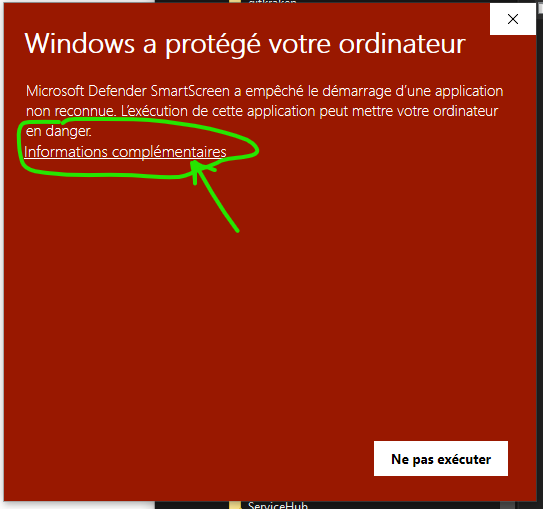 gitkraken
Windows a protégé votre ordinateur
Microsoft Defender SmartScreen a empêché le démarrage d'une application
non reconnue. L'exécution de cette application peut mettre votre ordinateur
en danger.
Informations complémentaires
Ne pas exécuter
ServiceHub